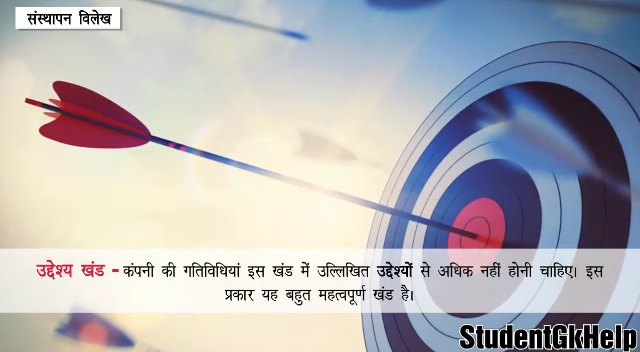 संस्थापन विलेख
उद्देश्य खंड - कंपनी की गतिविधियां इस खंड में उल्लिखित उद्देश्यों से अधिक नहीं होनी चाहिए। इस
प्रकार यह बहुत महत्वपूर्ण खंड है।
StudentGkHelp